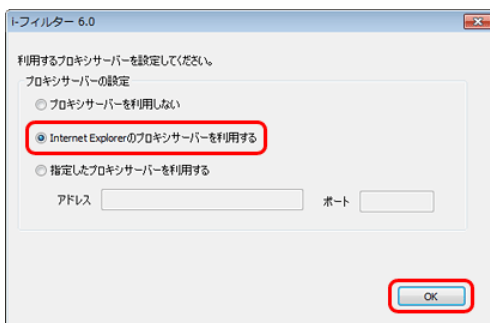 i-フィルター 6.0
利用するプロキシサーバーを設定してください。
プロキシサーバーの設定
プロキシサーバーを利用しない
Internet Explorerのプロキシサーバーを利用する
指定したプロキシサーバーを利用する
アドレス ポート
OK